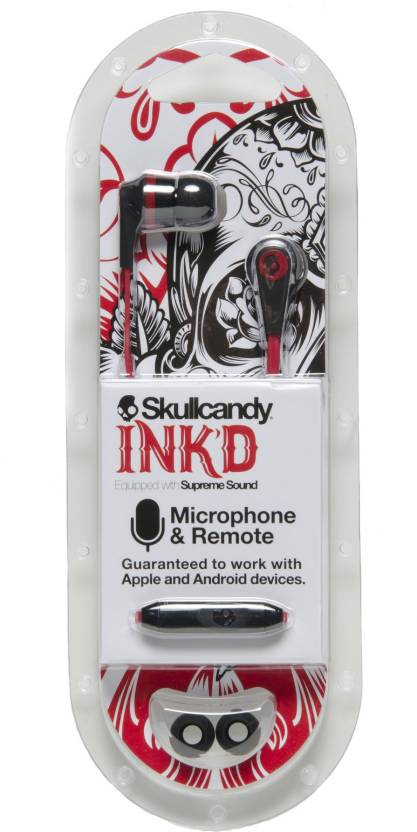 Skullcandy
INK'D
Equipped with Supreme Sound
Microphone
& Remote
Guaranteed to work with
Apple and Android devices.